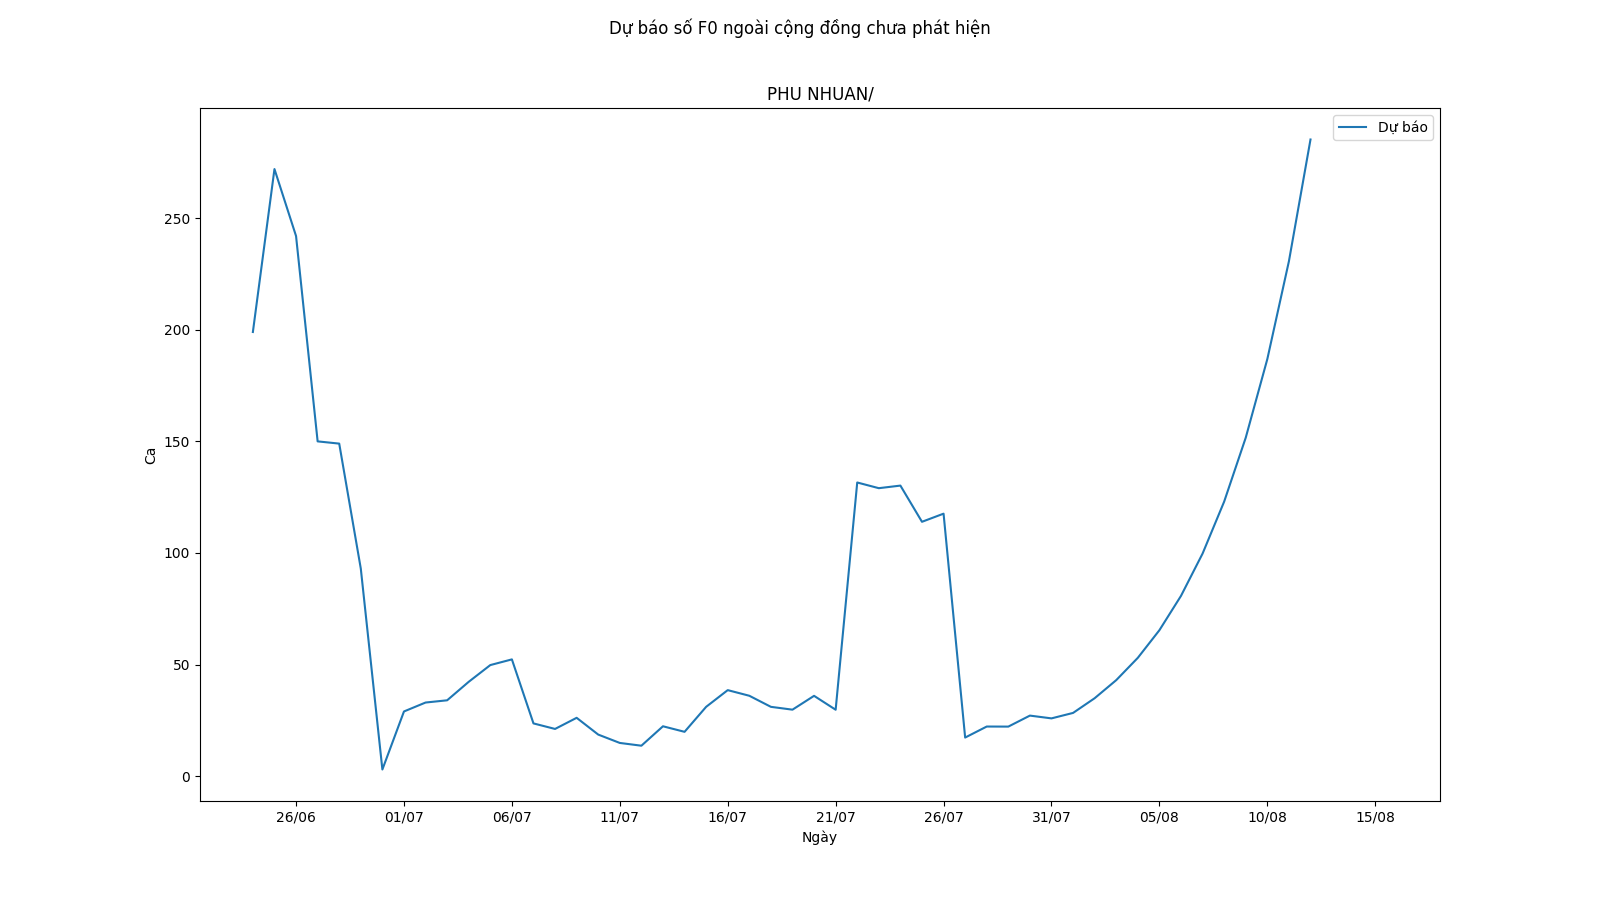 Dự báo số F0 ngoài cộng đồng chưa phát hiện
PHU NHUAN/
Dự báo
250
200
150
100
50
0
Ca
26/06 01/07 06/07 11/07 16/07 21/07 26/07 31/07 05/08 10/08 15/08
Ngày